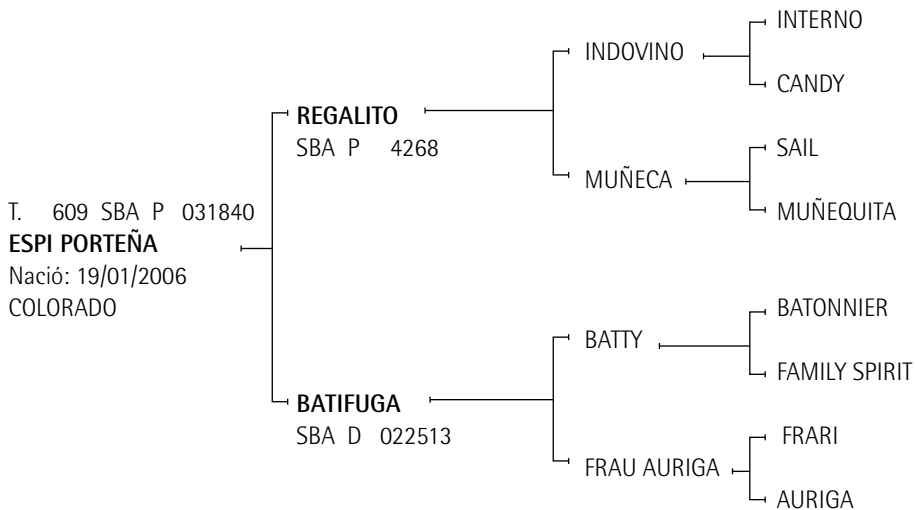 INTERNO
INDOVINO
CANDY
REGALITO
SBA P 4268
SAIL
MUÑECA
MUÑEQUITA
T. 609 SBA P 031840
ESPI PORTEÑA
Nació: 19/01/2006
COLORADO
BATONNIER
BATTY
FAMILY SPIRIT
BATIFUGA
SBA D 022513
FRARI
FRAU AURIGA
AURIGA